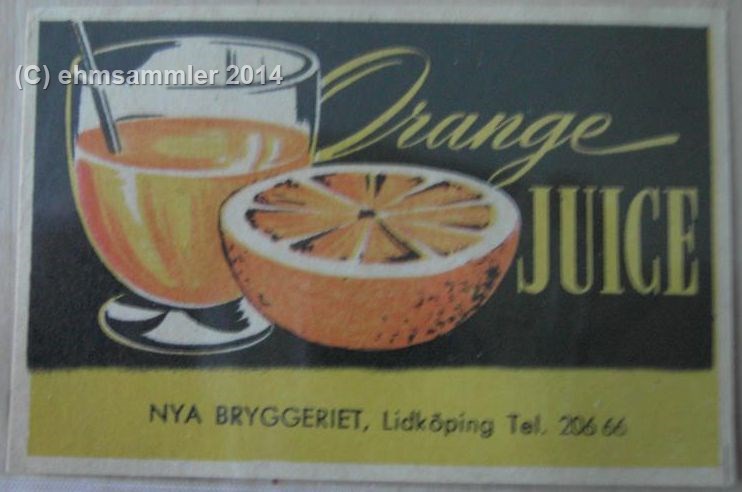 (C) ehmsammler 2014
Orange
JUICE
NYA BRYGGERIET, Lidköping Tel. 206 66